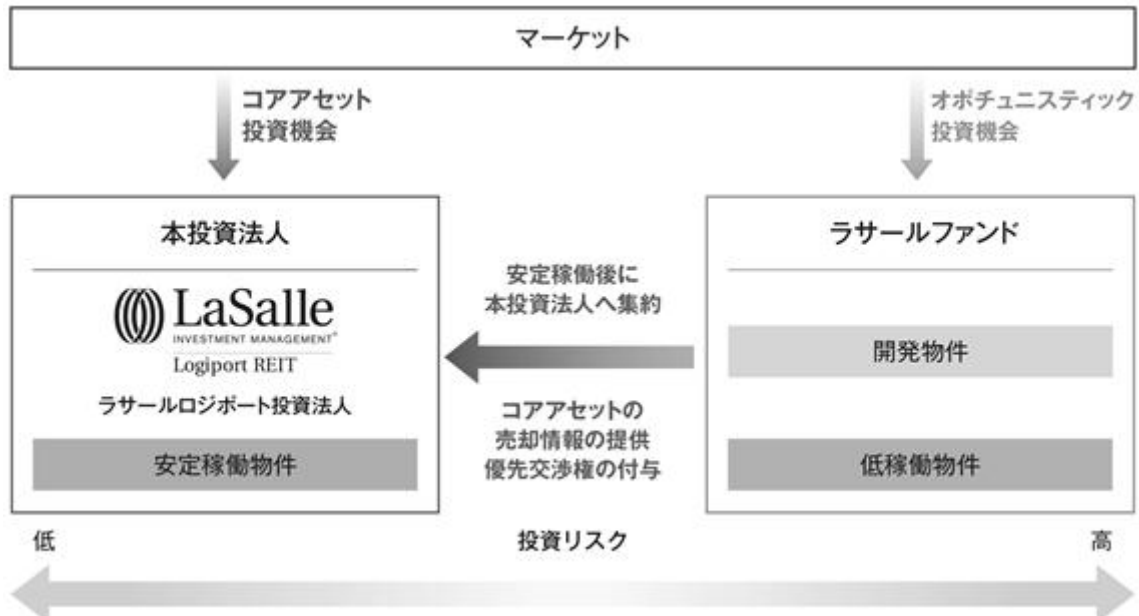 マーケット
コアアセット
投資機会
オポチュニスティック
投資機会
本投資法人
LaSalle
INVESTMENT MANAGEMENT®
Logiport REIT
ラサールロジポート投資法人
安定稼働物件
安定稼働後に
本投資法人へ集約
コアアセットの
売却情報の提供
優先交渉権の付与
ラサールファンド
開発物件
低稼働物件
低
投資リスク
高